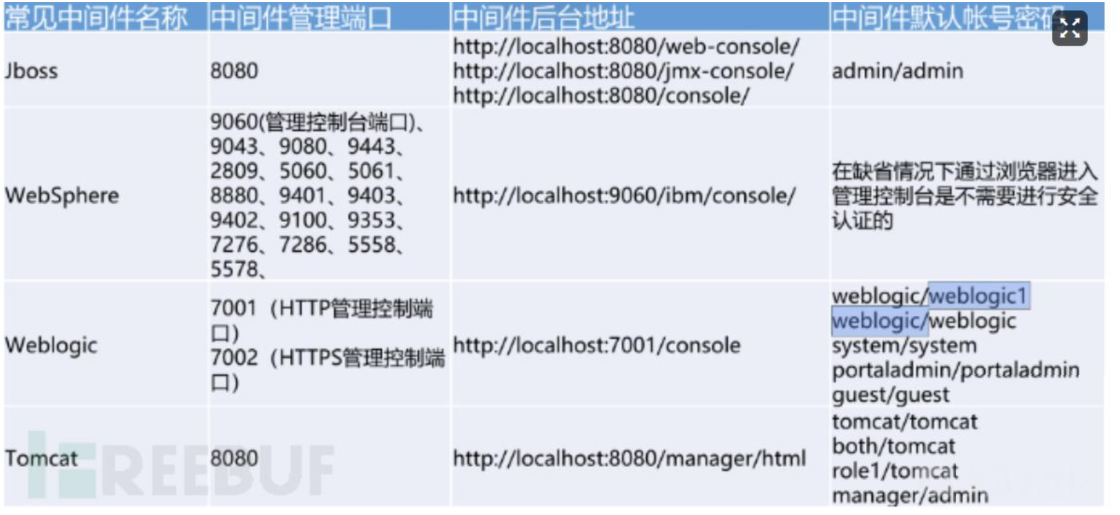 常见中间件名称
中间件管理端口
中间件后台地址
中间件默认帐号密码
Jboss
8080
http://localhost:8080/web-console/
http://localhost:8080/jmx-console/
http://localhost:8080/console/
admin/admin
WebSphere
9060(管理控制台端口)、
9043、9080、9443、
2809、5060、5061、
8880、9401、9403、
9402、9100、9353、
7276、7286、5558、
5578、
http://localhost:9060/ibm/console/
在缺省情况下通过浏览器进入
管理控制台是不需要进行安全
认证的
Weblogic
7001（HTTP管理控制端
口）
7002（HTTPS管理控制端
口）
http://localhost:7001/console
weblogic/weblogic1
weblogic/weblogic
system/system
portaladmin/portaladmin
guest/guest
Tomcat
8080
http://localhost:8080/manager/html
tomcat/tomcat
both/tomcat
role1/tomcat
manager/admin
FREEBUF